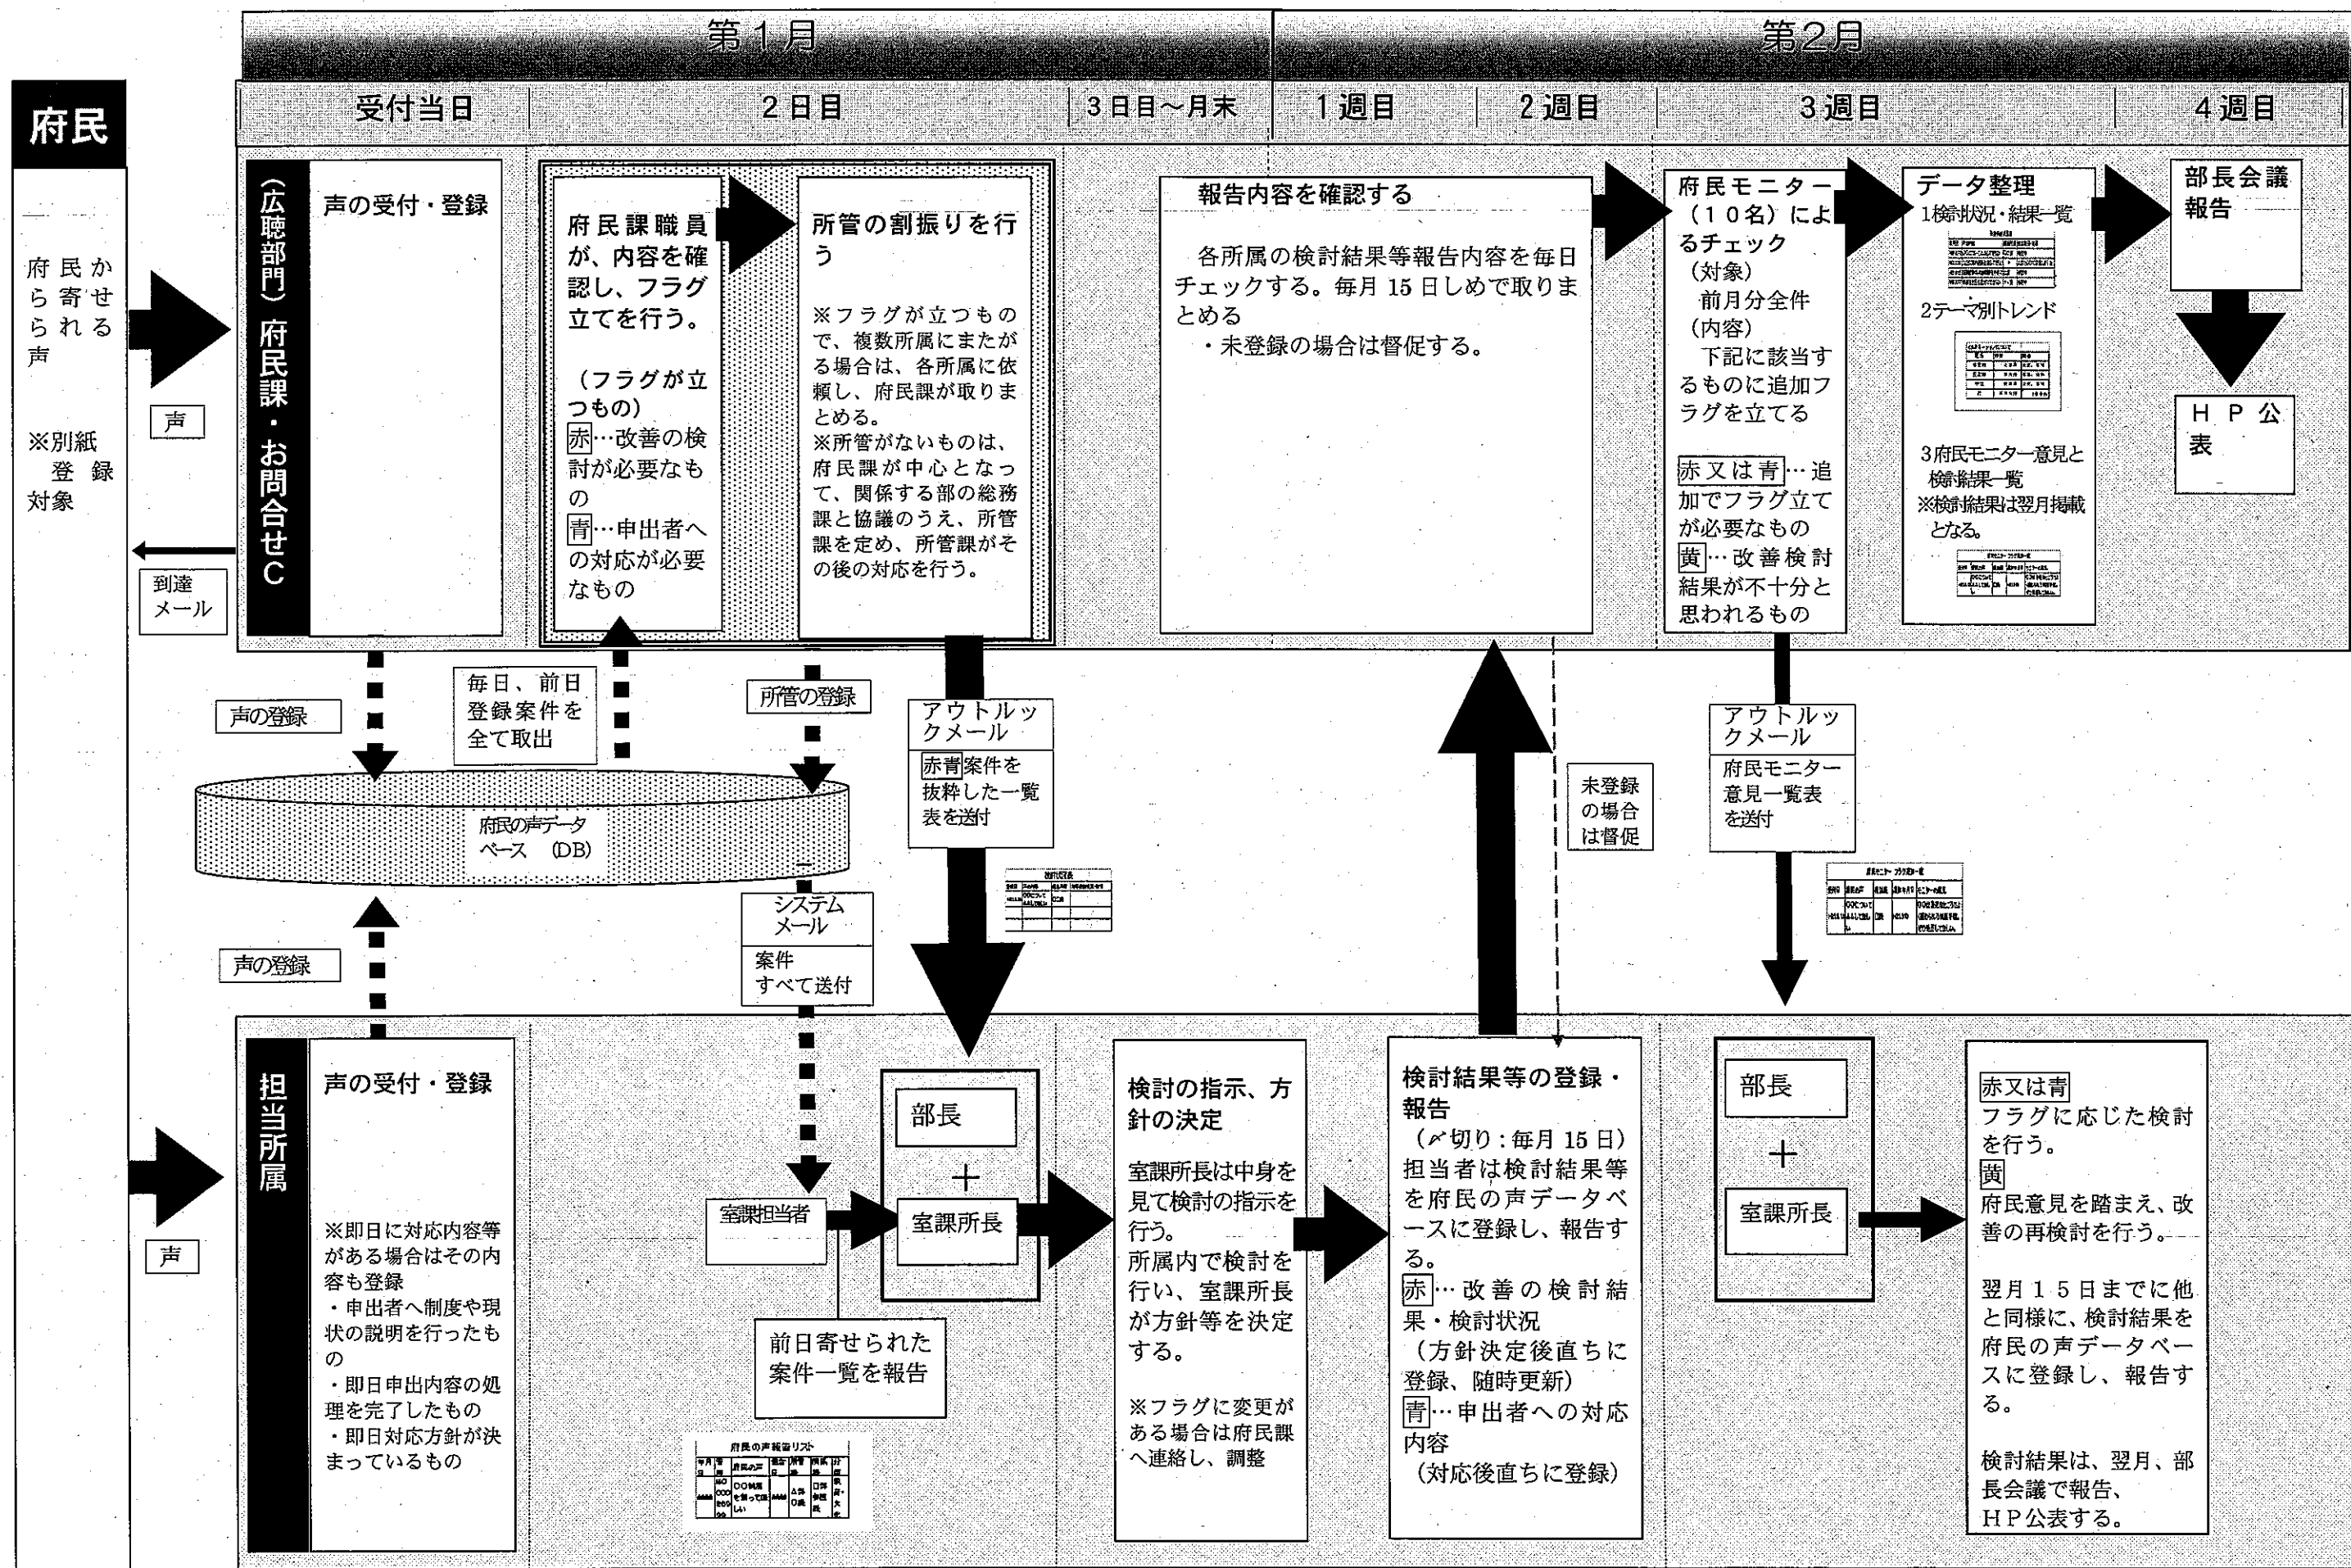 第１月
第２月
受付当日
２日目
３日目～月末
１週目
２週目
３週目
４週目
府民
府民か
ら寄せ
られる
声
※別紙
登録
対象
声
到達
メール
声
（広聴部門）府民課・お問合せＣ
声の受付・登録
府民課職員
が、内容を確
認し、フラグ
立てを行う。
（フラグが立
つもの）
赤…改善の検
討が必要なも
の
青…申出者へ
の対応が必要
なもの
所管の割振りを行
う
※フラグが立つもの
で、複数所属にまたが
る場合は、各所属に依
頼し、府民課が取りま
とめる。
※所管がないものは、
府民課が中心となっ
て、関係する部の総務
課と協議のうえ、所管
課を定め、所管課がそ
の後の対応を行う。
報告内容を確認する
各所属の検討結果等報告内容を毎日
チェックする。毎月 15 日しめで取りま
とめる
・未登録の場合は督促する。
府民モニター
（１０名）によ
るチェック
（対象）
前月分全件
（内容）
下記に該当す
るものに追加フ
ラグを立てる
赤又は青…追
加でフラグ立て
が必要なもの
黄…改善検討
結果が不十分と
思われるもの
データ整理
1検討状況・結果一覧
2テーマ別トレンド
3府民モニター意見と
検討結果一覧
※検討結果は翌月掲載
となる。
部長会議
報告
ＨＰ公
表
声の登録
毎日、前日
登録案件を
全て取出
所管の登録
アウトルッ
クメール
赤青案件を
抜粋した一覧
表を送付
未登録
の場合
は督促
アウトルッ
クメール
府民モニター
意見一覧表
を送付
府民の声データ
ベース （DB）
声の登録
システム
メール
案件
すべて送付
担当所属
声の受付・登録
※即日に対応内容等
がある場合はその内
容も登録
・申出者へ制度や現
状の説明を行ったも
の
・即日申出内容の処
理を完了したもの
・即日対応方針が決
まっているもの
室課担当者
部長
＋
室課所長
前日寄せられた
案件一覧を報告
府民の声報告リスト
検討の指示、方
針の決定
室課所長は中身を
見て検討の指示を
行う。
所属内で検討を
行い、室課所長
が方針等を決定
する。
※フラグに変更が
ある場合は府民課
へ連絡し、調整
検討結果等の登録・
報告
（〆切り：毎月 15 日）
担当者は検討結果等
を府民の声データベ
ースに登録し、報告す
る。
赤…改善の検討結
果・検討状況
（方針決定後直ちに
登録、随時更新）
青…申出者への対応
内容
（対応後直ちに登録）
部長
＋
室課所長
赤又は青
フラグに応じた検討
を行う。
黄
府民意見を踏まえ、改
善の再検討を行う。
翌月１５日までに他
と同様に、検討結果を
府民の声データベー
スに登録し、報告す
る。
検討結果は、翌月、部
長会議で報告、
ＨＰ公表する。